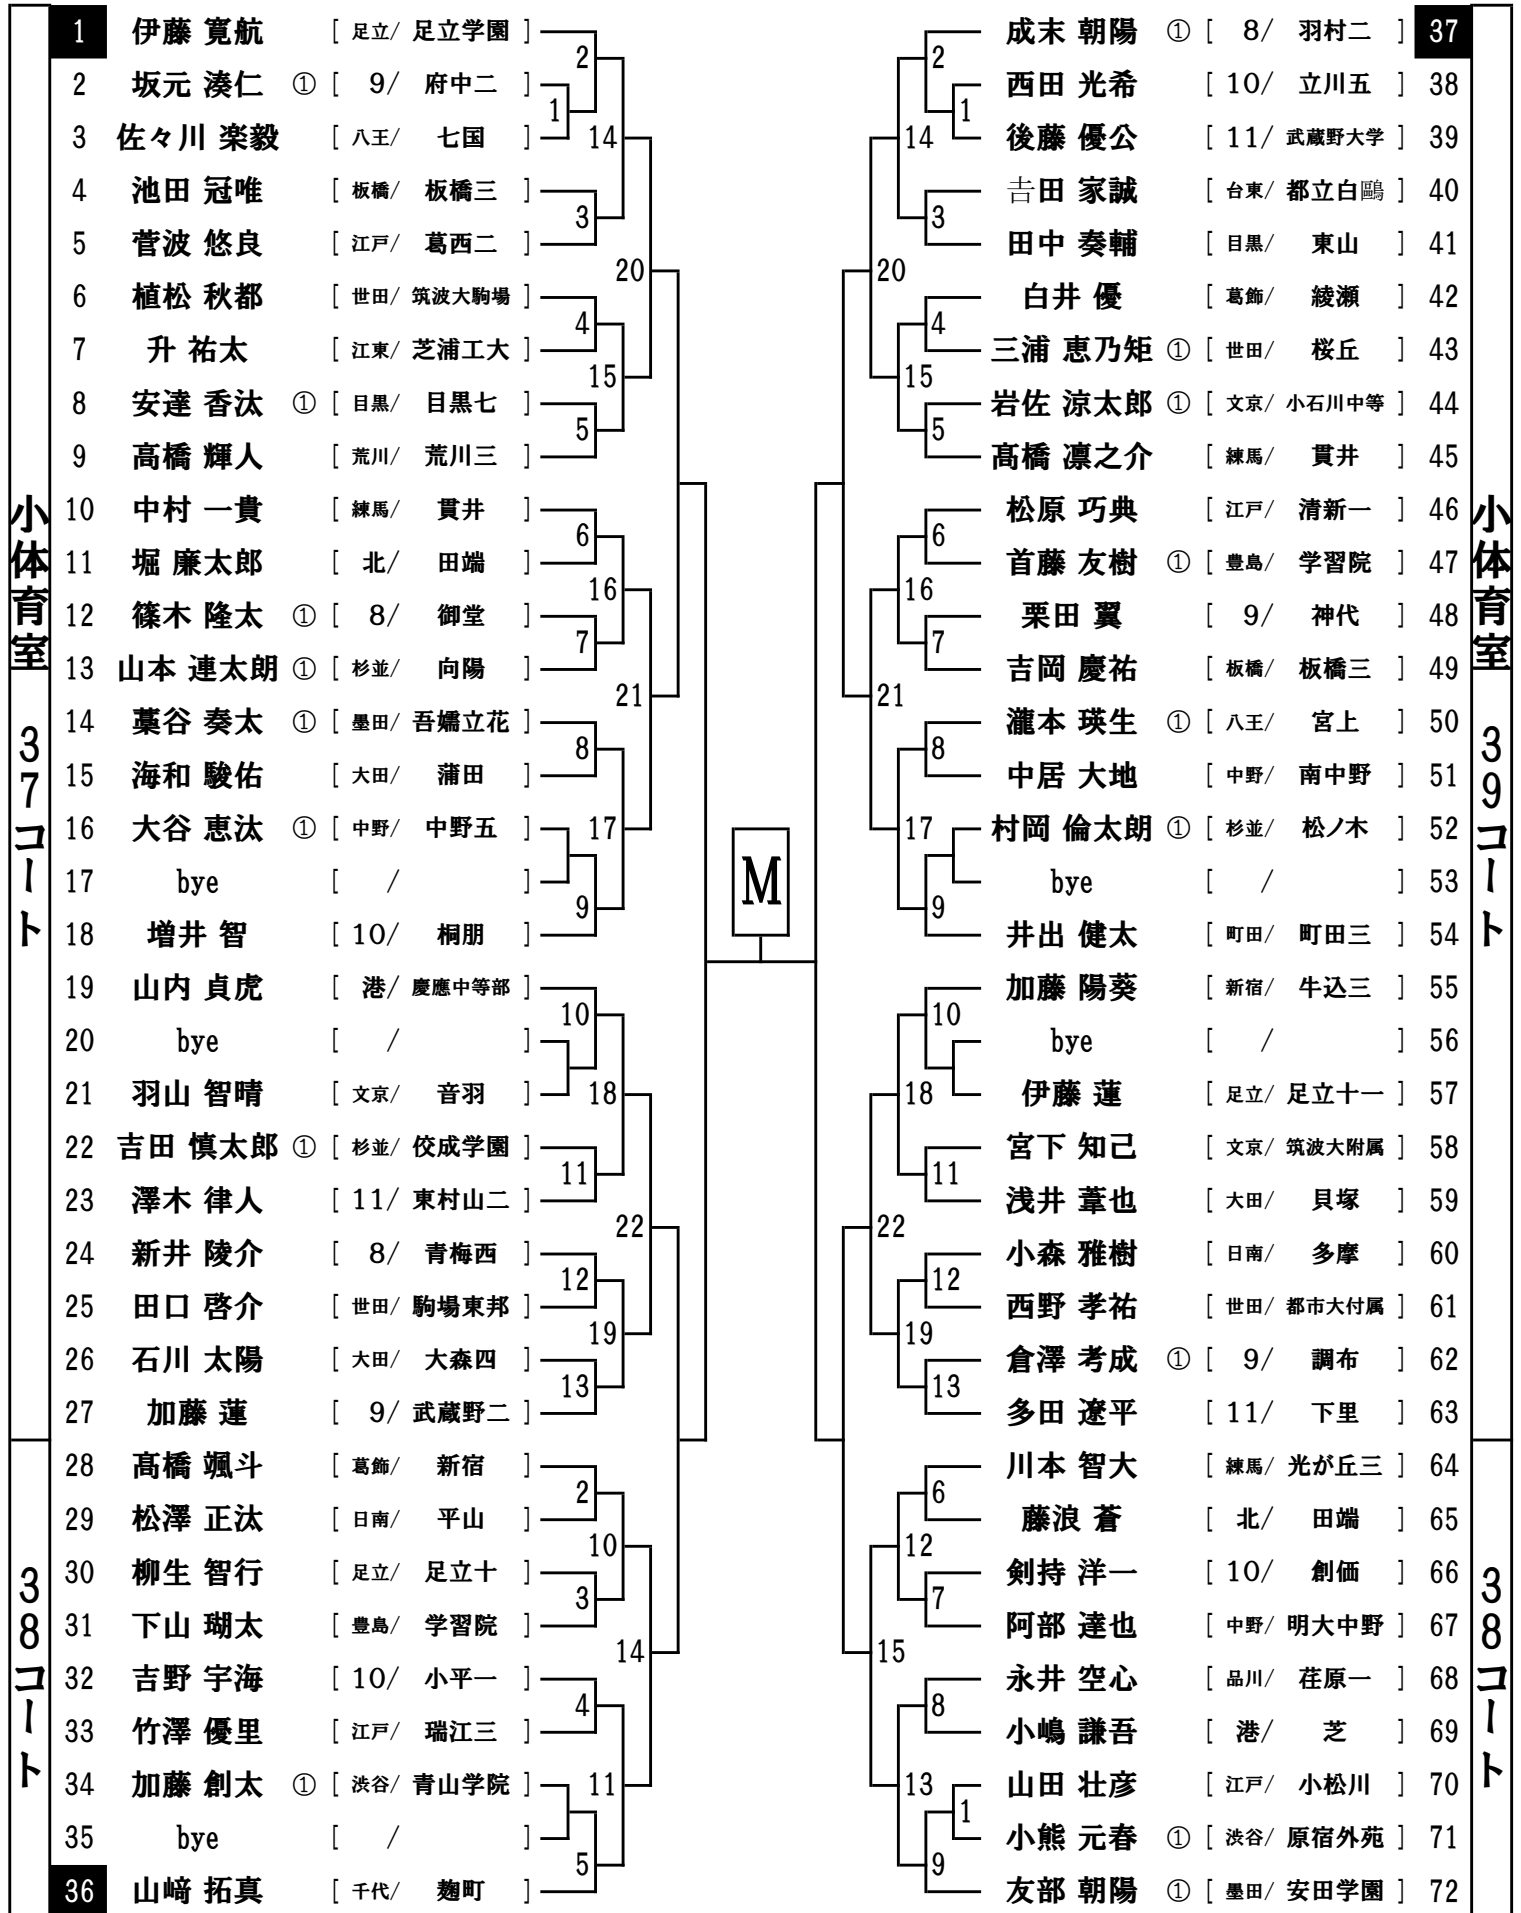 小体育室 37コート
38コート
1 伊藤 寛航 [ 足立/ 足立学園 ]
2 坂元 湊仁 ① [ 9/ 府中二 ]
3 佐々川 楽毅 [ 八王/ 七国 ]
4 池田 冠唯 [ 板橋/ 板橋三 ]
5 菅波 悠良 [ 江戸/ 葛西二 ]
6 植松 秋都 [ 世田/ 筑波大駒場 ]
7 升 祐太 [ 江東/ 芝浦工大 ]
8 安達 香汰 ① [ 目黒/ 目黒七 ]
9 高橋 輝人 [ 荒川/ 荒川三 ]
10 中村 一貴 [ 練馬/ 貫井 ]
11 堀 廉太郎 [ 北/ 田端 ]
12 篠木 隆太 ① [ 8/ 御堂 ]
13 山本 連太朗 ① [ 杉並/ 向陽 ]
14 藁谷 奏太 ① [ 墨田/ 吾嬬立花 ]
15 海和 駿佑 [ 大田/ 蒲田 ]
16 大谷 恵汰 ① [ 中野/ 中野五 ]
17 bye [ / ]
18 増井 智 [ 10/ 桐朋 ]
19 山内 貞虎 [ 港/ 慶應中等部 ]
20 bye [ / ]
21 羽山 智晴 [ 文京/ 音羽 ]
22 吉田 慎太郎 ① [ 杉並/ 佼成学園 ]
23 澤木 律人 [ 11/ 東村山二 ]
24 新井 陵介 [ 8/ 青梅西 ]
25 田口 啓介 [ 世田/ 駒場東邦 ]
26 石川 太陽 [ 大田/ 大森四 ]
27 加藤 蓮 [ 9/ 武蔵野二 ]
28 髙橋 颯斗 [ 葛飾/ 新宿 ]
29 松澤 正汰 [ 日南/ 平山 ]
30 柳生 智行 [ 足立/ 足立十 ]
31 下山 瑚太 [ 豊島/ 学習院 ]
32 吉野 宇海 [ 10/ 小平一 ]
33 竹澤 優里 [ 江戸/ 瑞江三 ]
34 加藤 創太 ① [ 渋谷/ 青山学院 ]
35 bye [ / ]
36 山﨑 拓真 [ 千代/ 麹町 ]
2
1
14
3
20
4
15
5
6
16
7
21
8
17
9
10
18
11
22
12
19
13
2
10
3
14
4
11
5
M
2
1
14
3
20
4
15
5
6
16
7
21
8
17
9
10
18
11
22
12
19
13
6
12
7
15
8
13
1
9
成末 朝陽 ① [ 8/ 羽村二 ] 37
西田 光希 [ 10/ 立川五 ] 38
後藤 優公 [ 11/ 武蔵野大学 ] 39
𠮷田 家誠 [ 台東/ 都立白鷗 ] 40
田中 奏輔 [ 目黒/ 東山 ] 41
白井 優 [ 葛飾/ 綾瀬 ] 42
三浦 恵乃矩 ① [ 世田/ 桜丘 ] 43
岩佐 涼太郎 ① [ 文京/ 小石川中等 ] 44
髙橋 凛之介 [ 練馬/ 貫井 ] 45
松原 巧典 [ 江戸/ 清新一 ] 46
首藤 友樹 ① [ 豊島/ 学習院 ] 47
栗田 翼 [ 9/ 神代 ] 48
吉岡 慶祐 [ 板橋/ 板橋三 ] 49
瀧本 瑛生 ① [ 八王/ 宮上 ] 50
中居 大地 [ 中野/ 南中野 ] 51
村岡 倫太朗 ① [ 杉並/ 松ノ木 ] 52
bye [ / ] 53
井出 健太 [ 町田/ 町田三 ] 54
加藤 陽葵 [ 新宿/ 牛込三 ] 55
bye [ / ] 56
伊藤 蓮 [ 足立/ 足立十一 ] 57
宮下 知己 [ 文京/ 筑波大附属 ] 58
浅井 葦也 [ 大田/ 貝塚 ] 59
小森 雅樹 [ 日南/ 多摩 ] 60
西野 孝祐 [ 世田/ 都市大付属 ] 61
倉澤 考成 ① [ 9/ 調布 ] 62
多田 遼平 [ 11/ 下里 ] 63
川本 智大 [ 練馬/ 光が丘三 ] 64
藤浪 蒼 [ 北/ 田端 ] 65
剣持 洋一 [ 10/ 創価 ] 66
阿部 達也 [ 中野/ 明大中野 ] 67
永井 空心 [ 品川/ 荏原一 ] 68
小嶋 謙吾 [ 港/ 芝 ] 69
山田 壮彦 [ 江戸/ 小松川 ] 70
小熊 元春 ① [ 渋谷/ 原宿外苑 ] 71
友部 朝陽 ① [ 墨田/ 安田学園 ] 72
小体育室 39コート
38コート